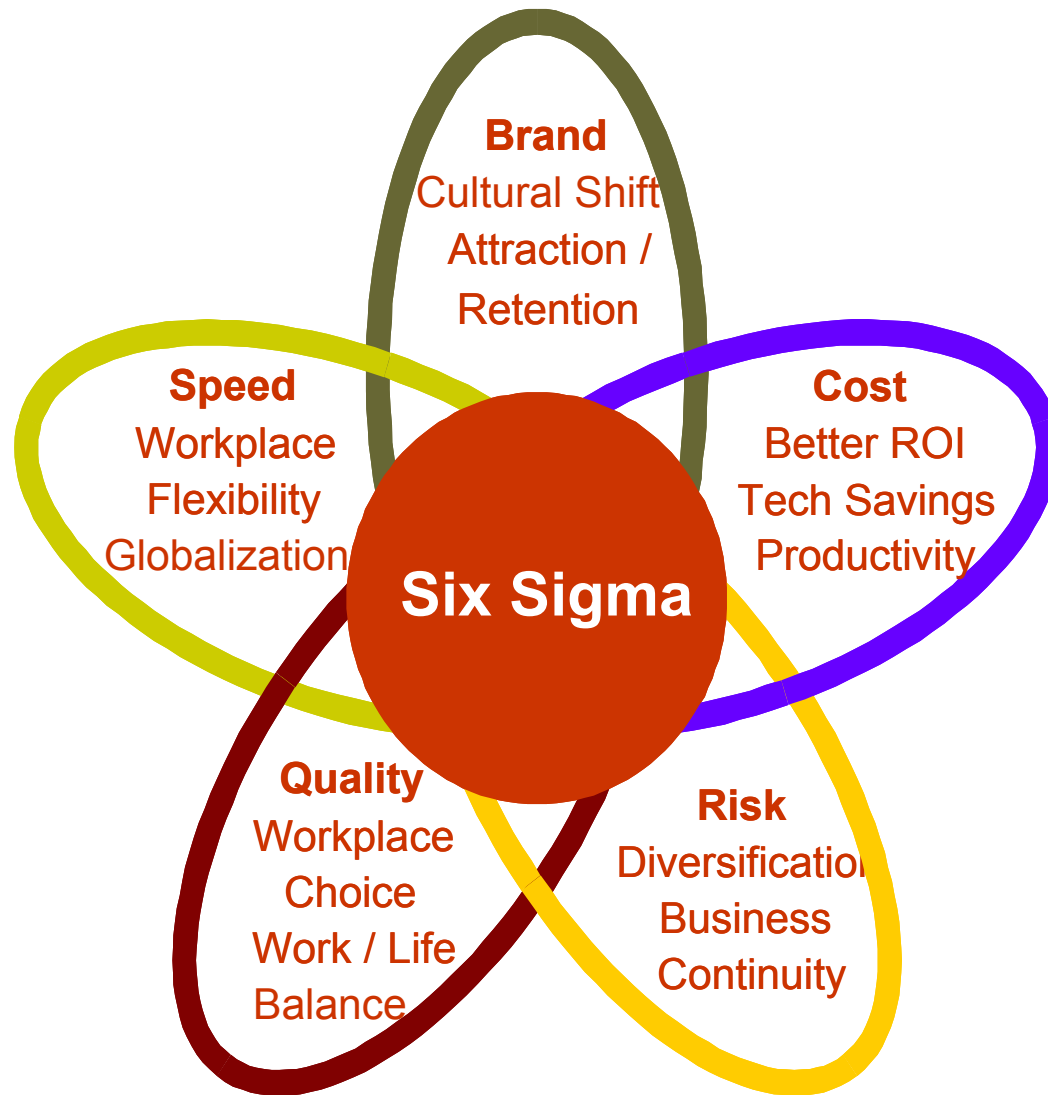 Brand
Cultural Shift
Attraction /
Retention
Speed
Workplace
Flexibility
Globalization
Cost
Better ROI
Tech Savings
Productivity
Six Sigma
Quality
Workplace
Choice
Work / Life
Balance
Risk
Diversification
Business
Continuity